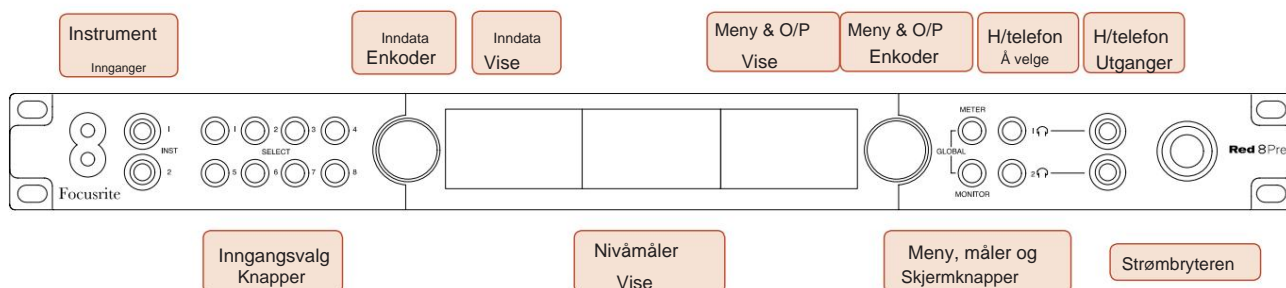 Instrument
Innganger
Inndata
Enkoder
Inndata
Vise
Meny & O/P
Vise
Meny & O/P
Enkoder
H/telefon
Å velge
H/telefon
Utganger
1
INST
2
1
2
3
4
SELECT
5
6
7
8
Focusrite
METER
GLOBAL
MONITOR
1
2
Red 8Pre
Inngangsvalg
Knapper
Nivåmåler
Vise
Meny, måler og
Skjermknapper
Strømbryteren